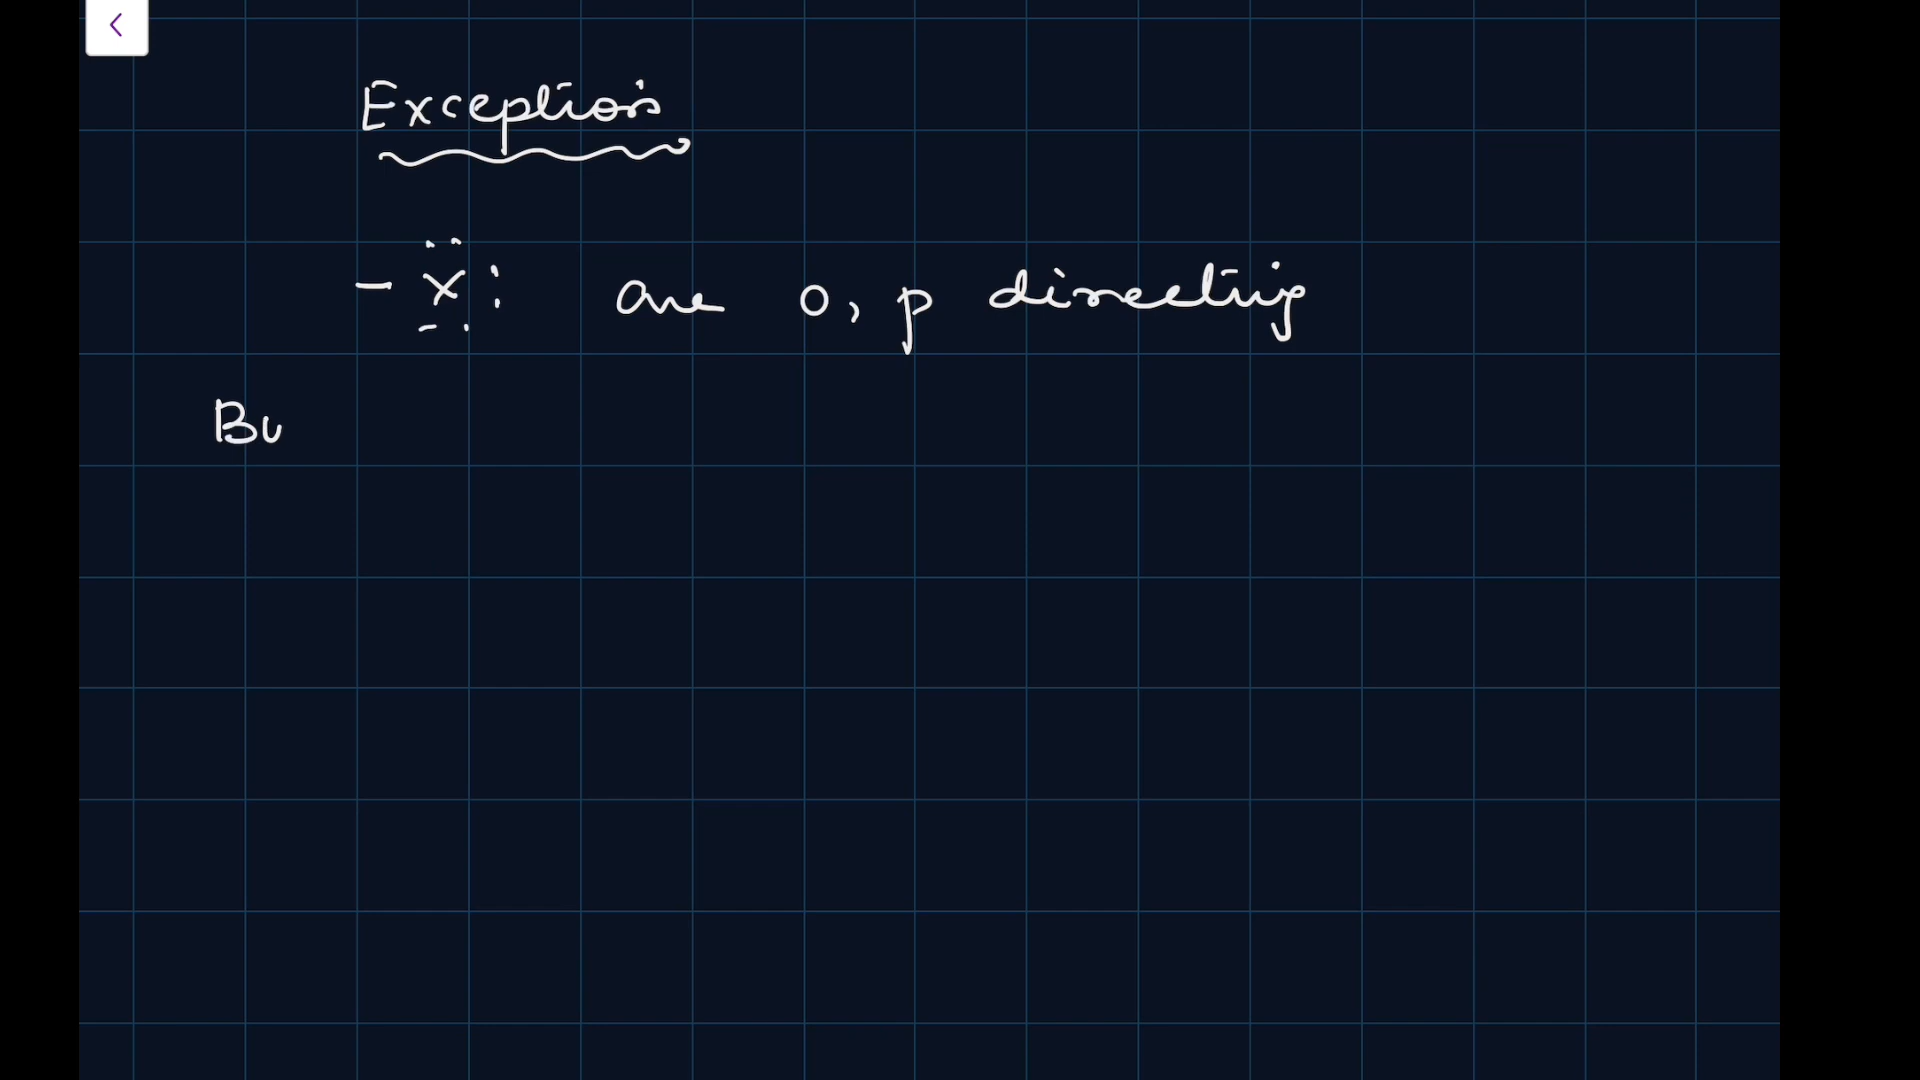 Exceptions
- Ẍ: are o, p directing
Bu